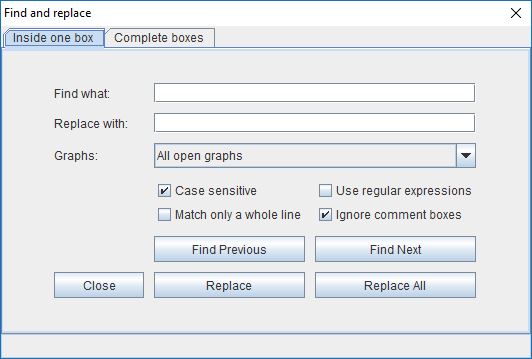 Find and replace
Inside one box Complete boxes
Find what:
Replace with:
Graphs: All open graphs
Case sensitive Use regular expressions
Match only a whole line Ignore comment boxes
Find Previous Find Next
Close Replace Replace All